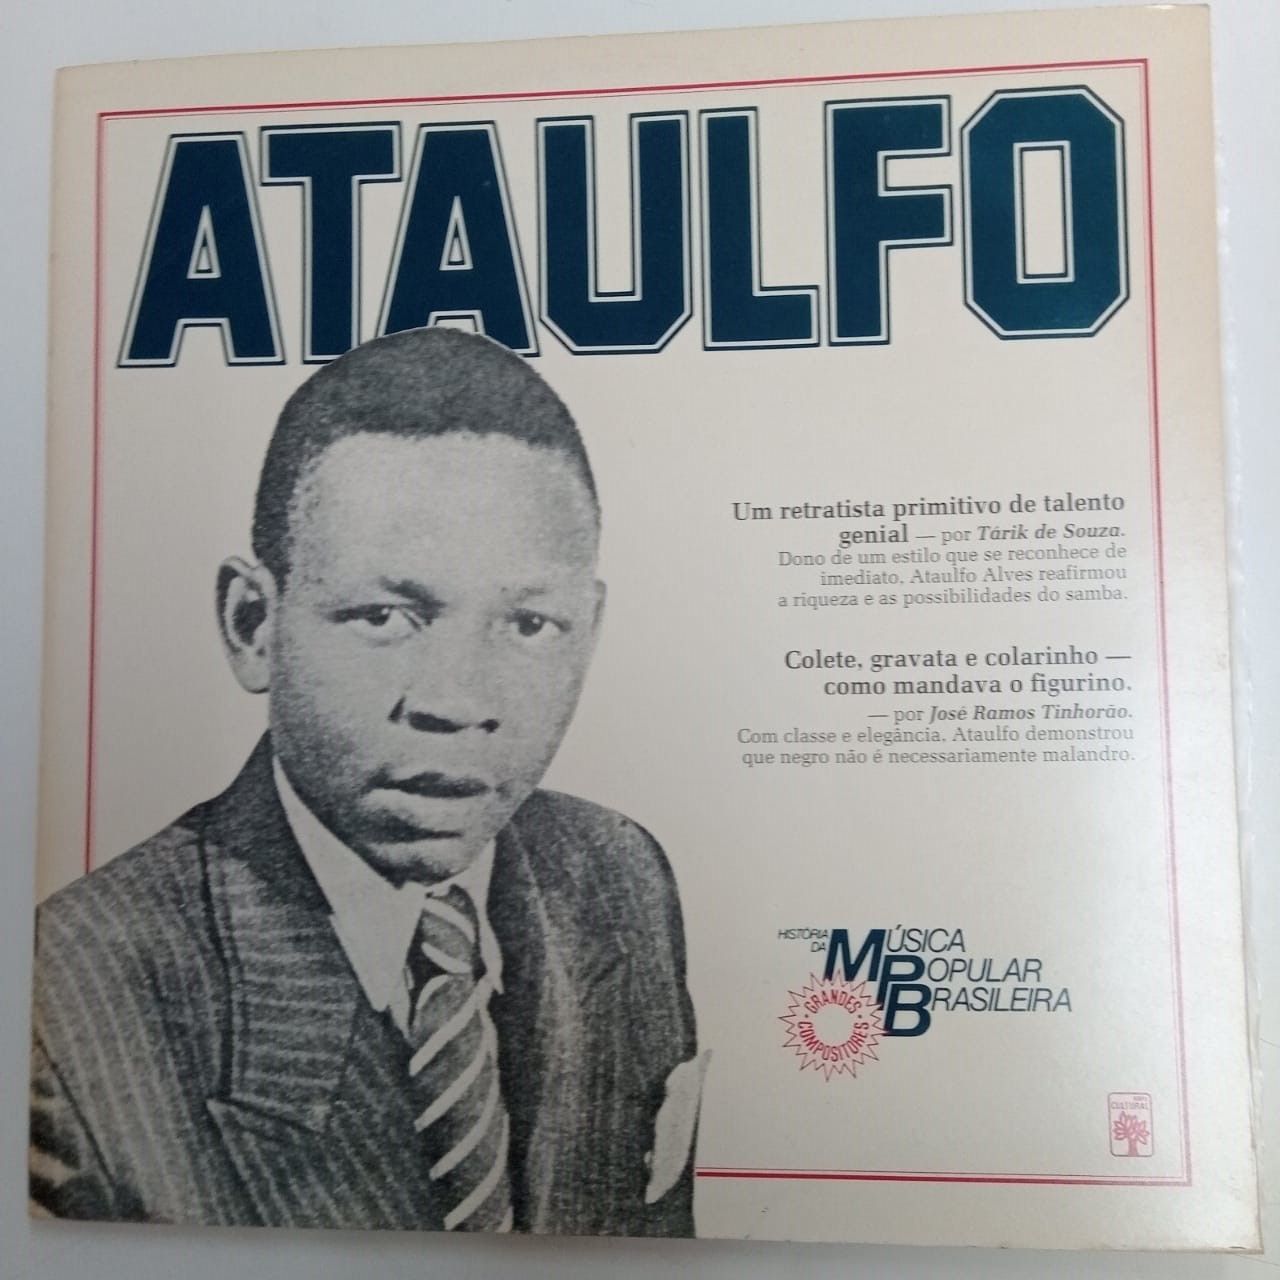 ATAULFO
Um retratista primitivo de talento
genial — por Tárik de Souza.
Dono de um estilo que se reconhece de
imediato, Ataulfo Alves reafirmou
a riqueza e as possibilidades do samba.
Colete, gravata e colarinho —
como mandava o figurino.
— por José Ramos Tinhorão.
Com classe e elegância, Ataulfo demonstrou
que negro não é necessariamente malandro.
HISTÓRIA
DA
MÚSICA
POPULAR
BRASILEIRA
GRANDES
COMPOSITORES
CULTURAL